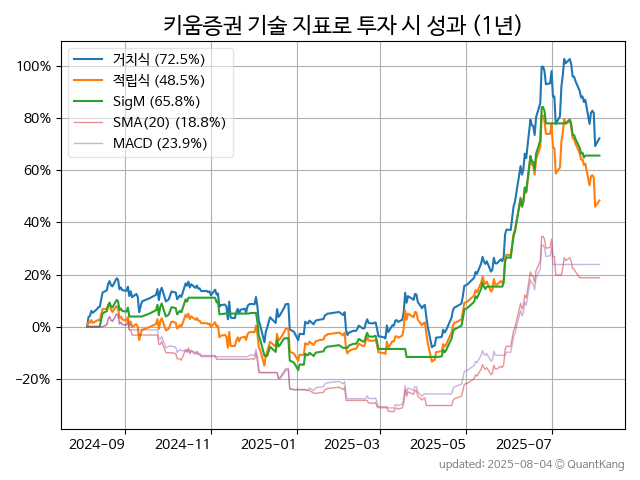 키움증권 기술 지표로 투자 시 성과 (1년)
거치식 (72.5%)
적립식 (48.5%)
SigM (65.8%)
SMA(20) (18.8%)
MACD (23.9%)
100%
80%
60%
40%
20%
0%
−20%
2024-09 2024-11 2025-01 2025-03 2025-05 2025-07
updated: 2025-08-04 © QuantKang